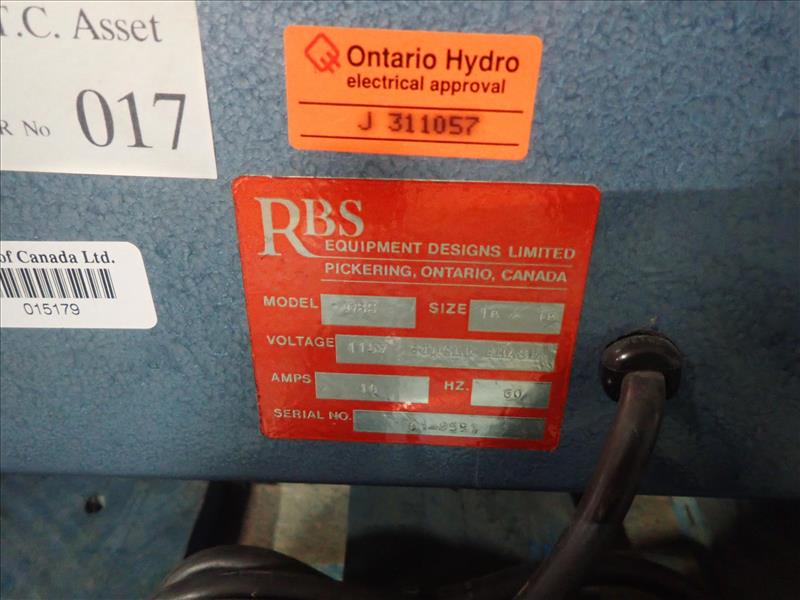 T.C. Asset
R No 017
Ontario Hydro
electrical approval
J 311057
RBS
EQUIPMENT DESIGNS LIMITED
PICKERING, ONTARIO, CANADA
of Canada Ltd.
015179
MODEL SIZE
VOLTAGE
AMPS 10 HZ. 60
SERIAL NO.